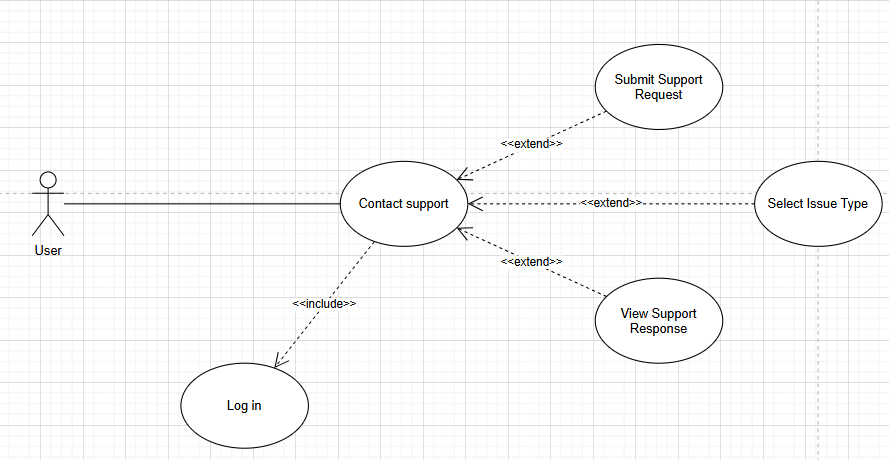 Submit Support
Request
<<extend>>
Contact support
<<extend>>
Select Issue Type
User
<<extend>>
<<include>>
View Support
Response
Log in